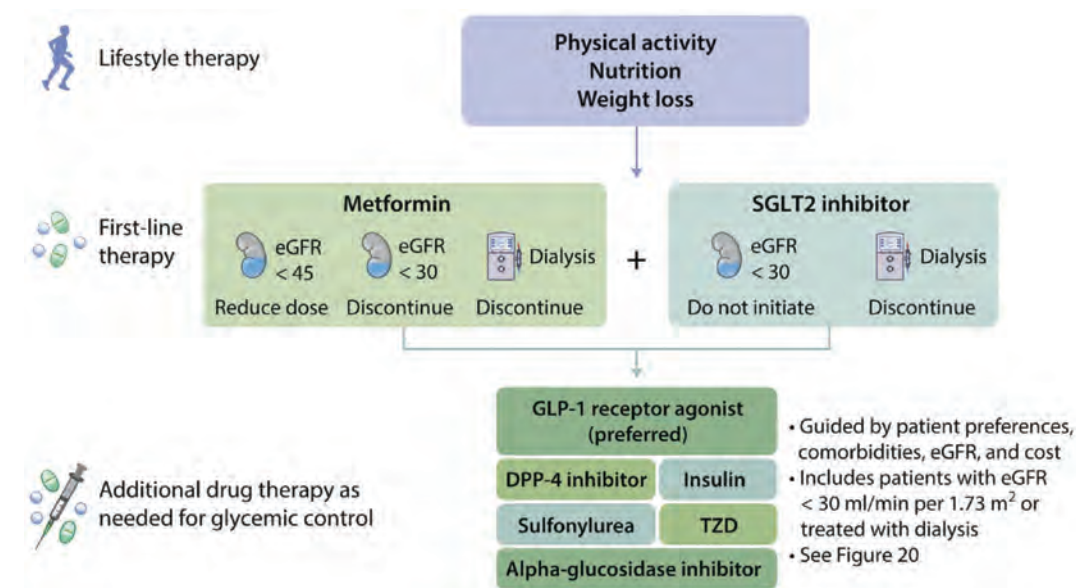 Lifestyle therapy
Physical activity
Nutrition
Weight loss
First-line
therapy
Metformin
eGFR
< 45
Reduce dose
eGFR
< 30
Discontinue
Dialysis
Discontinue
+
SGLT2 inhibitor
eGFR
< 30
Do not initiate
Dialysis
Discontinue
Additional drug therapy as
needed for glycemic control
GLP-1 receptor agonist
(preferred)
DPP-4 inhibitor
Insulin
Sulfonylurea
TZD
Alpha-glucosidase inhibitor
• Guided by patient preferences,
comorbidities, eGFR, and cost
• Includes patients with eGFR
< 30 ml/min per 1.73 m² or
treated with dialysis
• See Figure 20